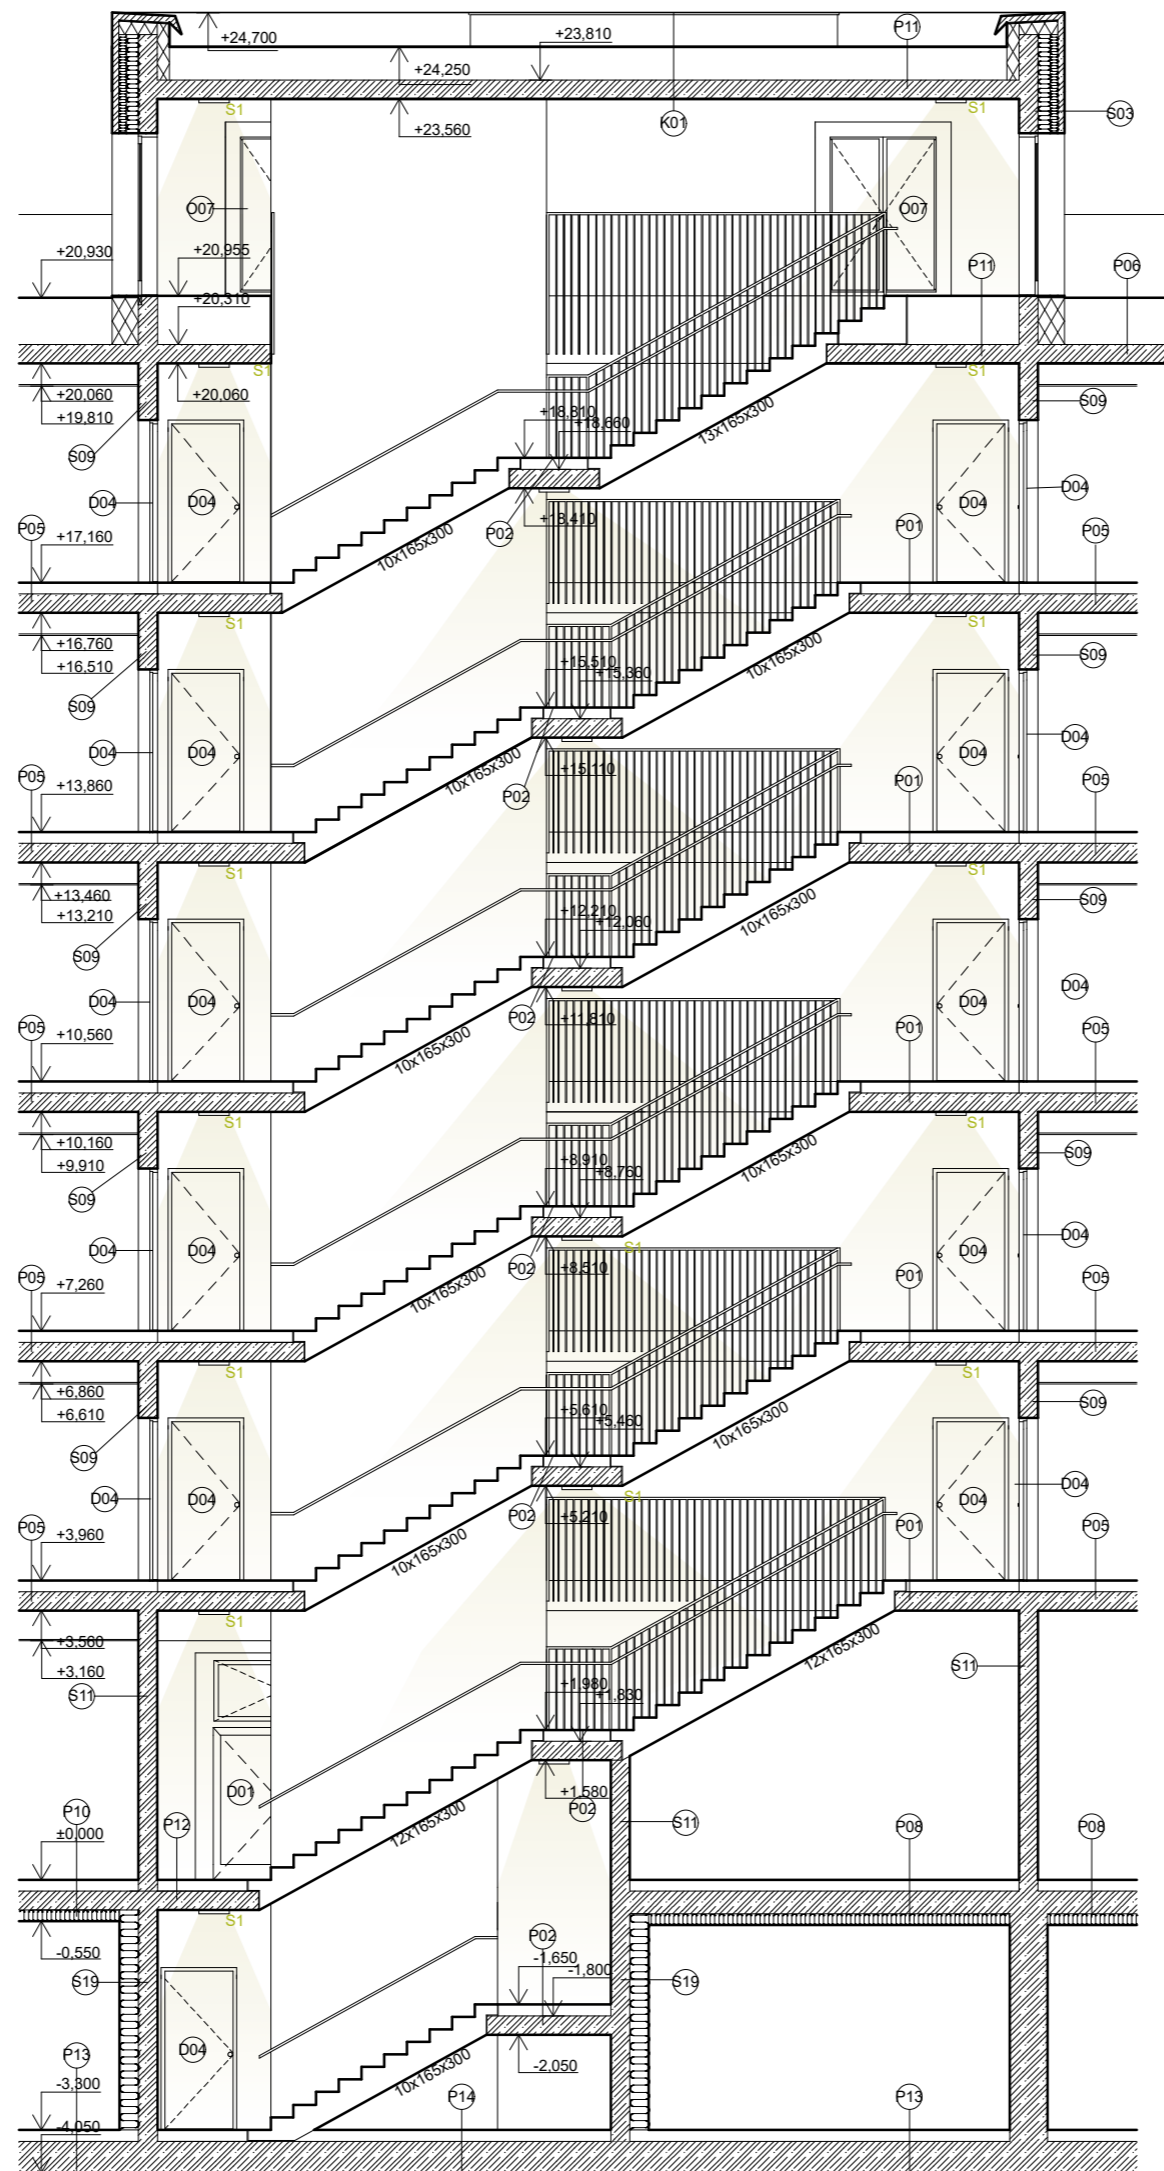 +24,700
+23,810
P11
+24,250
S1
S1
+23,560
K01
S03
O07
O07
+20,930
+20,955
P11
P06
+20,310
S1
S1
+20,060
+20,060
+19,810
S09
S09
+18,810
+18,660
13x165x300
D04
D04
D04
D04
P05
+17,160
P02
+18,410
P01
P05
10x165x300
S1
S1
+16,760
+16,510
S09
S09
+15,510
+15,360
10x165x300
D04
D04
D04
D04
P05
+13,860
P02
+15,110
P01
P05
10x165x300
S1
S1
+13,460
+13,210
S09
S09
+12,210
+12,060
10x165x300
D04
D04
D04
D04
P05
+10,560
P02
+11,810
P01
P05
10x165x300
S1
S1
+10,160
+9,910
S09
S09
+8,910
+8,760
10x165x300
D04
D04
D04
D04
S1
P05
+7,260
P02
+8,510
P01
P05
10x165x300
S1
S1
+6,860
+6,610
S09
S09
+5,610
+5,460
10x165x300
D04
D04
D04
D04
S1
P05
+3,960
P02
+5,210
P01
P05
10x165x300
S1
+3,560
+3,160
12x165x300
S11
S11
+1,980
+1,830
D01
+1,580
P02
P10
±0,000
P12
12x165x300
S11
P08
P08
S1
-0,550
P02
-1,650
-1,800
S19
S19
D04
P13
-3,300
10x165x300
-2,050
P14
P13
-4,050